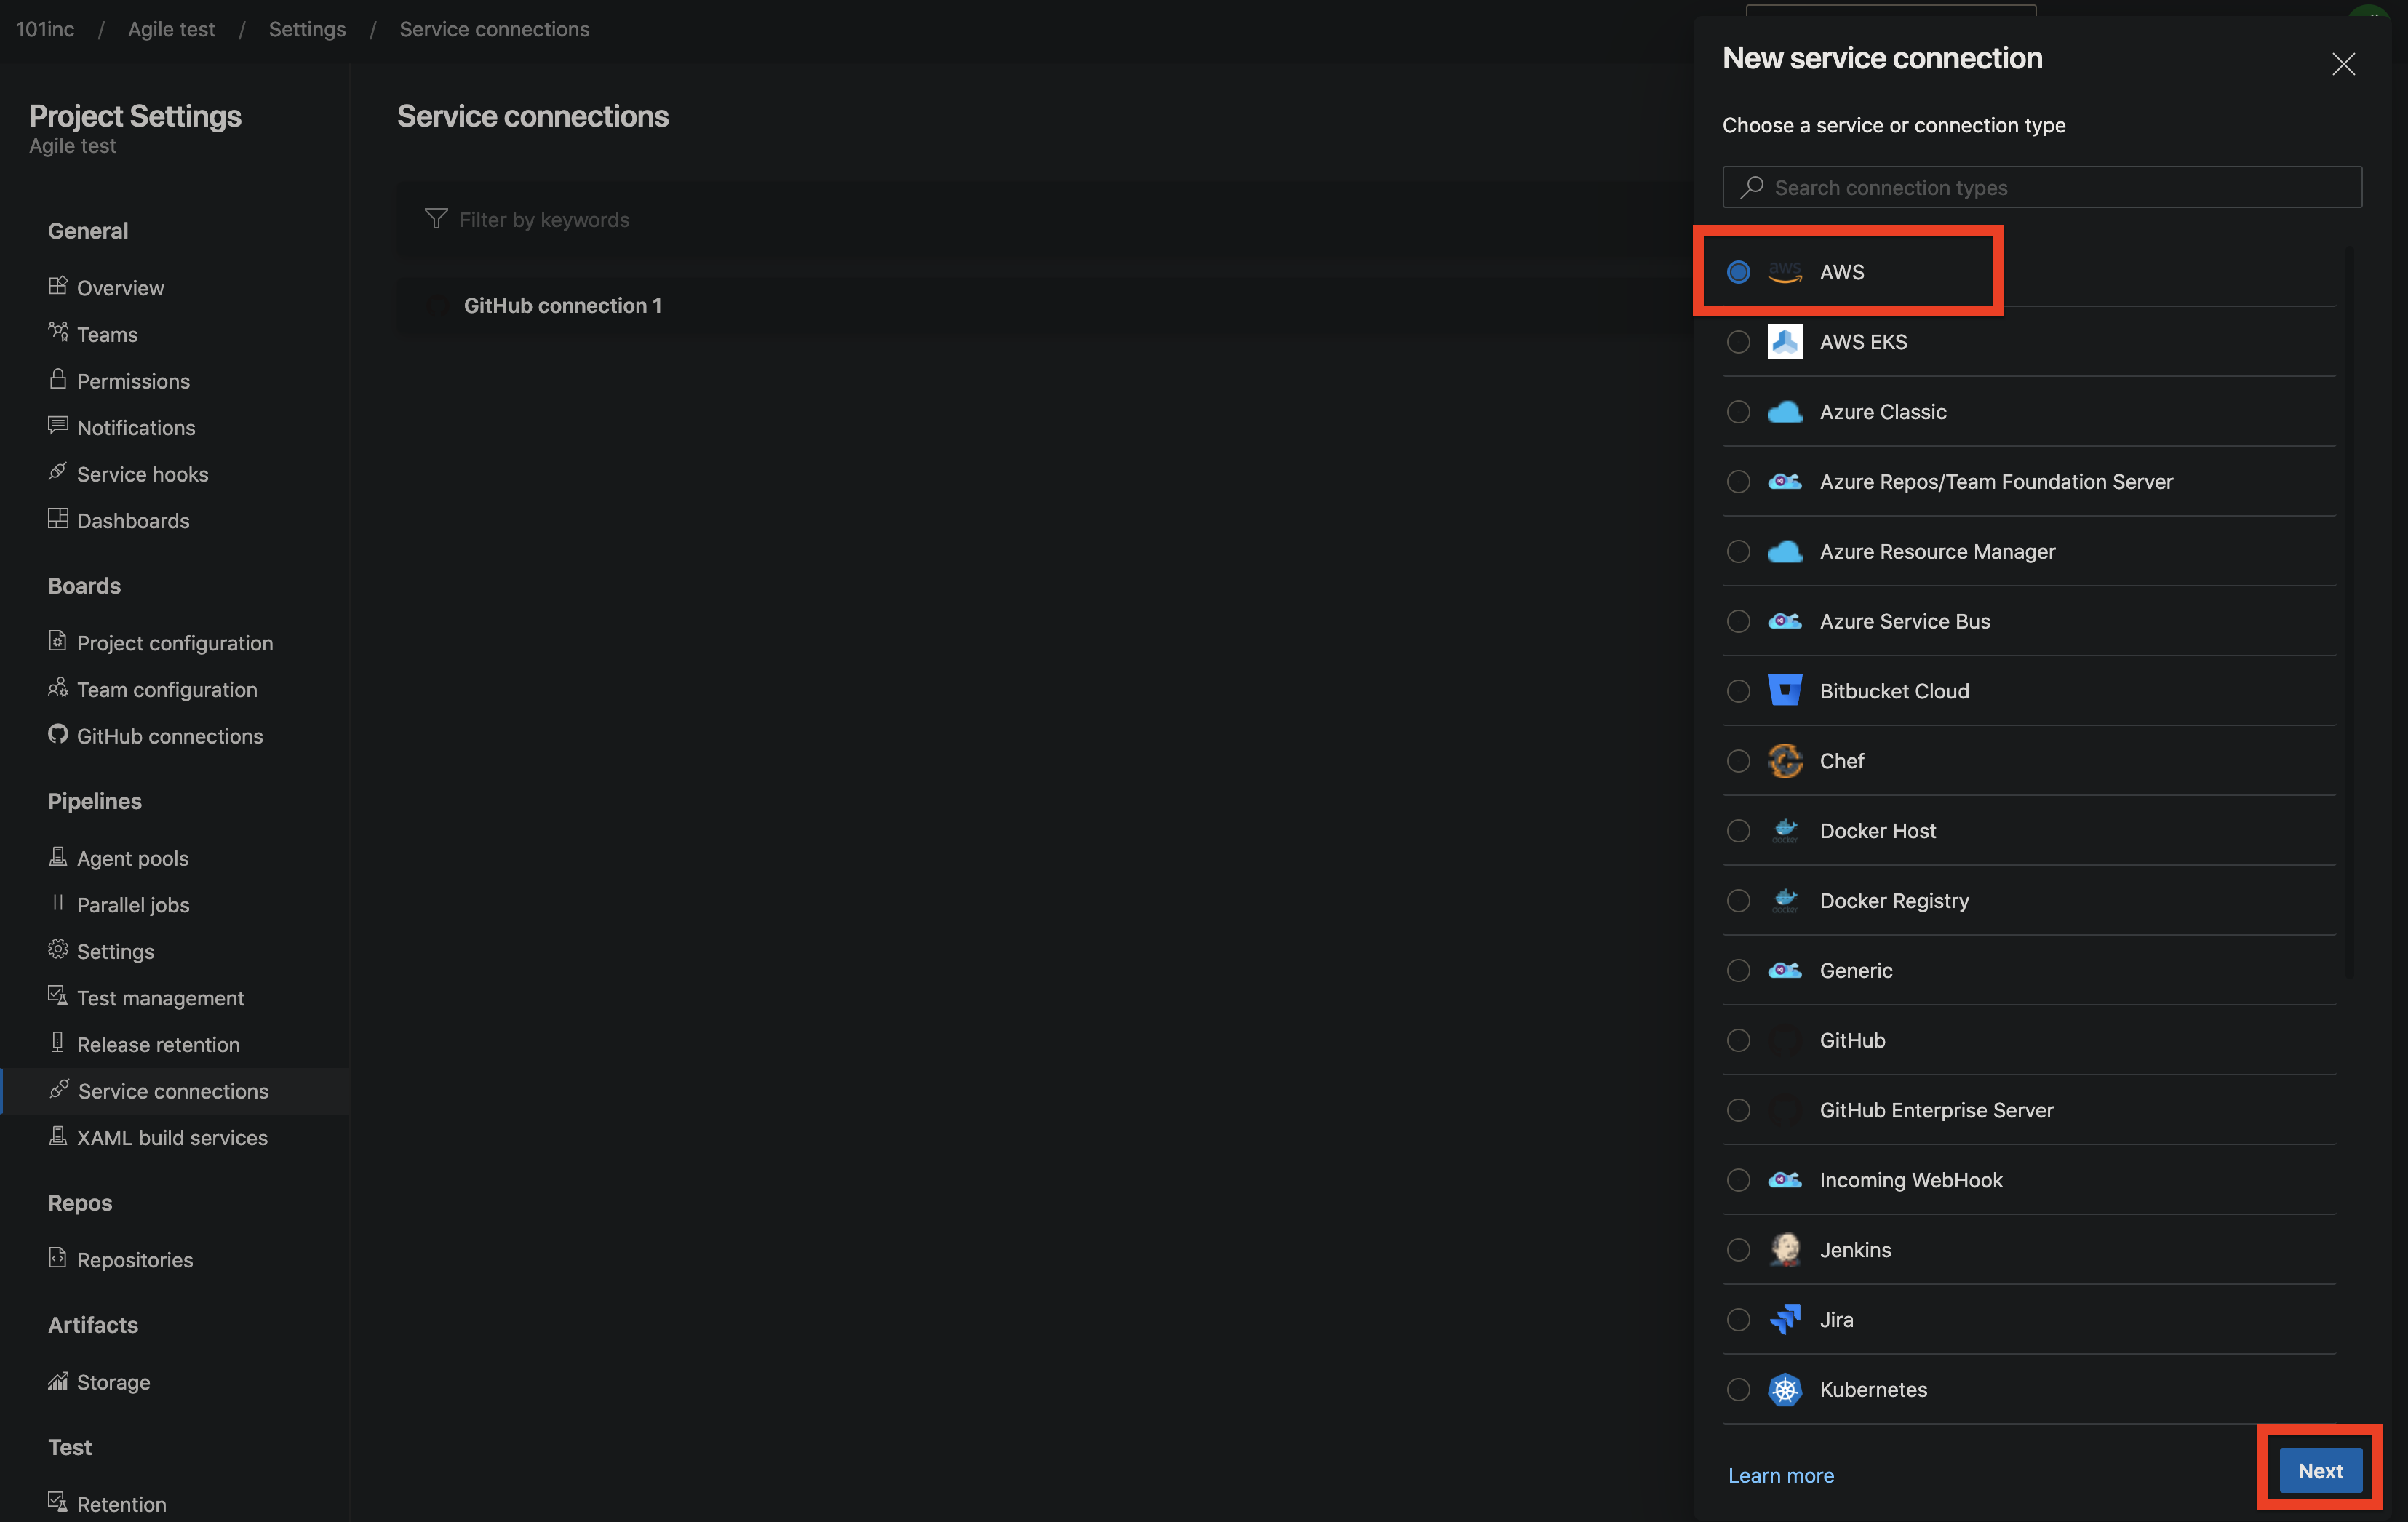 101inc / Agile test / Settings / Service connections
Project Settings
Agile test
General
Overview
Teams
Permissions
Notifications
Service hooks
Dashboards
Boards
Project configuration
Team configuration
GitHub connections
Pipelines
Agent pools
Parallel jobs
Settings
Test management
Release retention
Service connections
XAML build services
Repos
Repositories
Artifacts
Storage
Test
Retention
Service connections
Filter by keywords
GitHub connection 1
New service connection
Choose a service or connection type
Search connection types
aws AWS
AWS EKS
Azure Classic
Azure Repos/Team Foundation Server
Azure Resource Manager
Azure Service Bus
Bitbucket Cloud
Chef
docker Docker Host
docker Docker Registry
Generic
GitHub
GitHub Enterprise Server
Incoming WebHook
Jenkins
Jira
Kubernetes
Learn more
Next